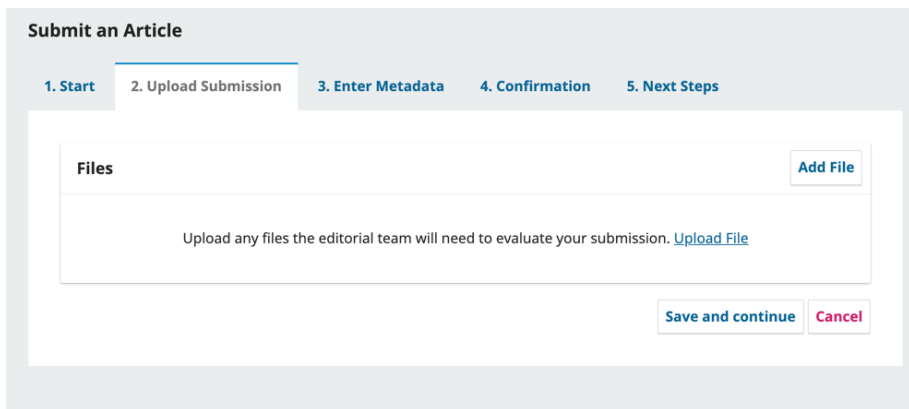 Submit an Article
1. Start 2. Upload Submission 3. Enter Metadata 4. Confirmation 5. Next Steps
Files Add File
Upload any files the editorial team will need to evaluate your submission. Upload File
Save and continue Cancel